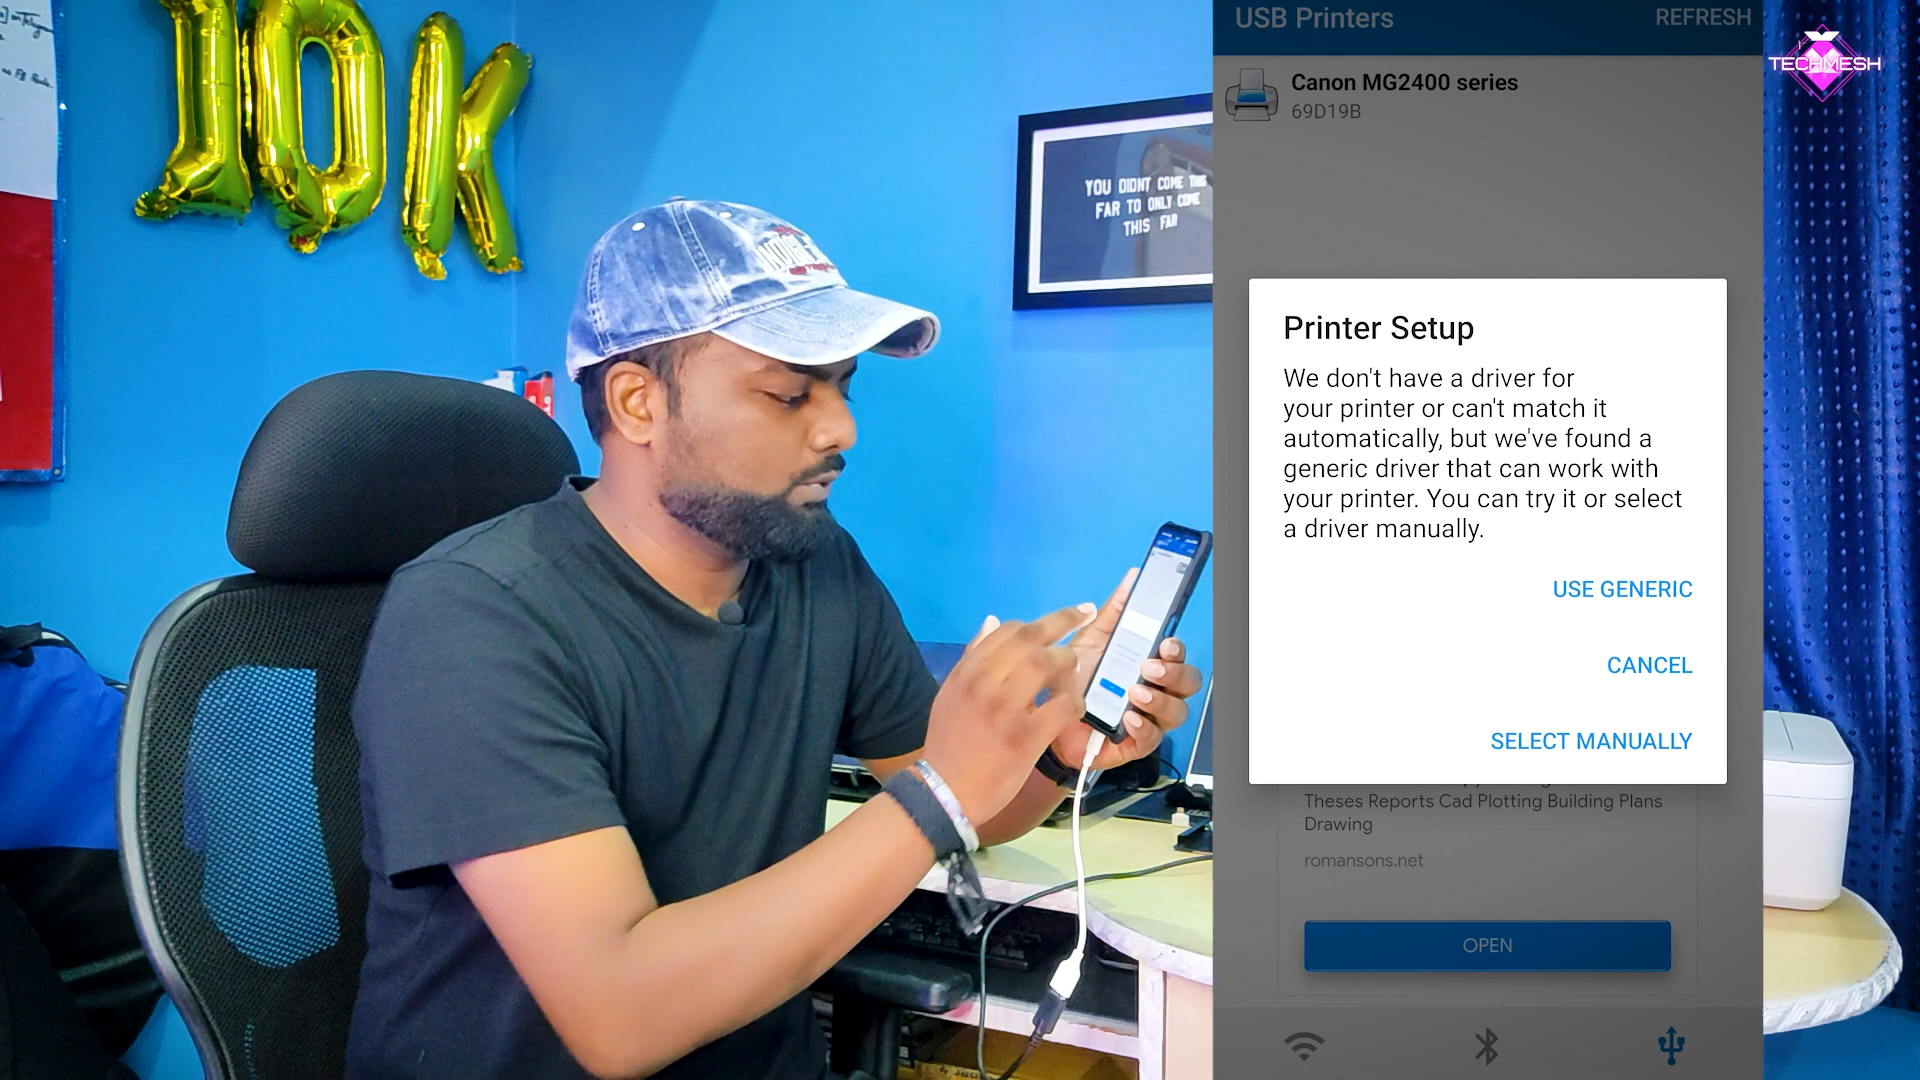 10K
YOU DIDNT COME THIS
FAR TO ONLY COME
THIS FAR
USB Printers
REFRESH
Canon MG2400 series
69D19B
Printer Setup
We don't have a driver for
your printer or can't match it
automatically, but we've found a
generic driver that can work with
your printer. You can try it or select
a driver manually.
USE GENERIC
CANCEL
SELECT MANUALLY
Theses Reports Cad Plotting Building Plans
Drawing
romansons.net
OPEN
TECHMESH